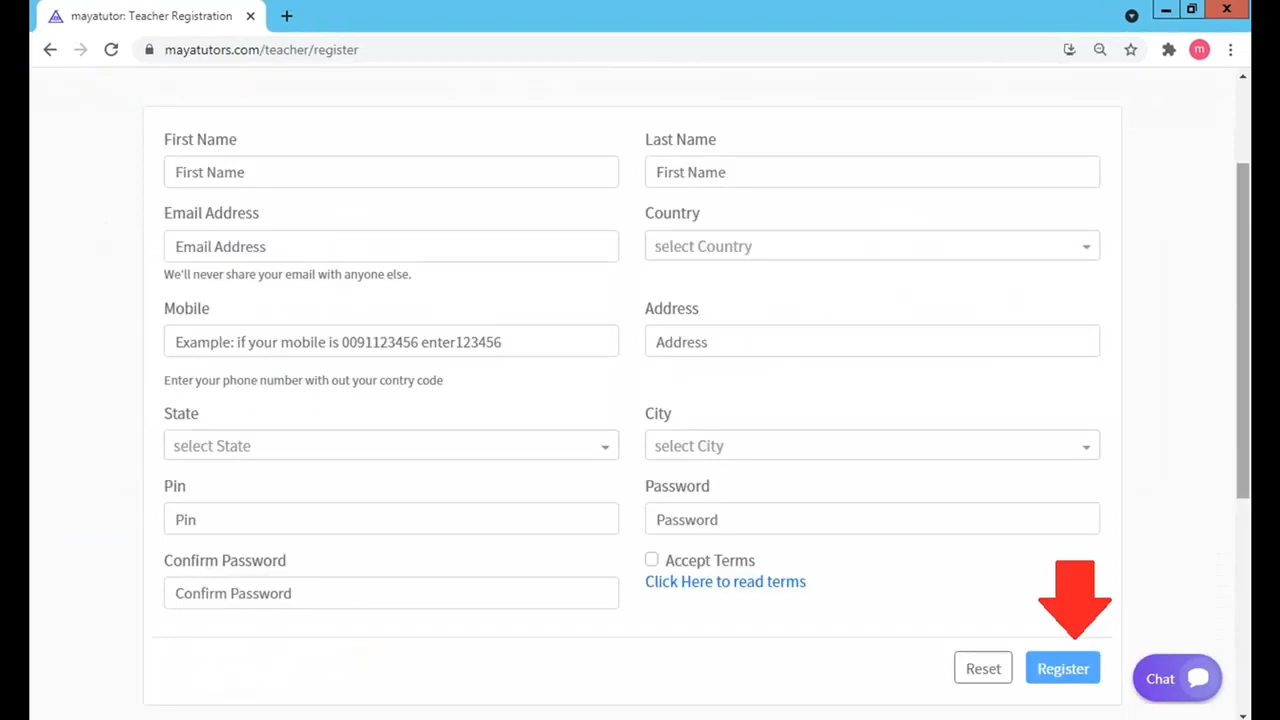 mayatutor: Teacher Registration
mayatutors.com/teacher/register
m
First Name
Last Name
First Name
First Name
Email Address
Country
Email Address
select Country
We'll never share your email with anyone else.
Mobile
Address
Example: if your mobile is 0091123456 enter123456
Address
Enter your phone number with out your contry code
State
City
select State
select City
Pin
Password
Pin
Password
Confirm Password
Accept Terms
Click Here to read terms
Confirm Password
Reset
Register
Chat